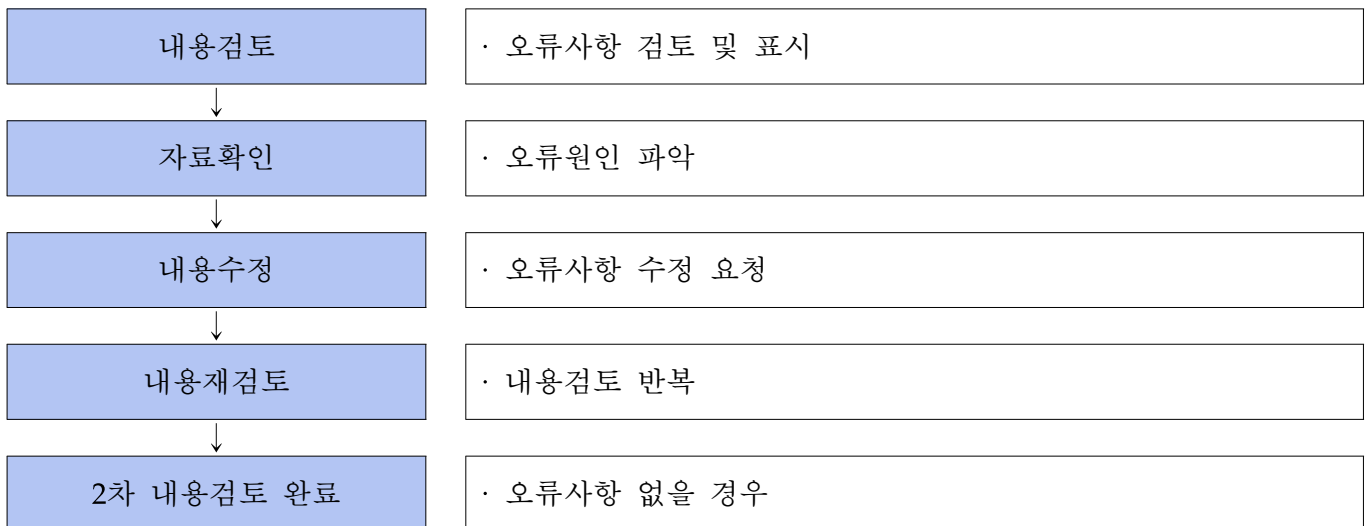 내용검토
· 오류사항 검토 및 표시
자료확인
· 오류원인 파악
내용수정
· 오류사항 수정 요청
내용재검토
· 내용검토 반복
2차 내용검토 완료
· 오류사항 없을 경우